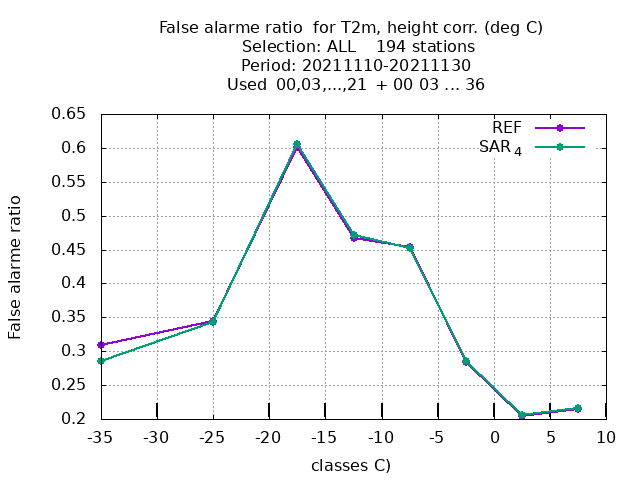 False alarme ratio  for T2m, height corr. (deg C)
Selection: ALL    194 stations
Period: 20211110-20211130
Used  00,03,...,21  + 00 03 ... 36
0.65
0.6
0.55
0.5
0.45
0.4
0.35
0.3
0.25
0.2
False alarme ratio
REF
SAR 4
-35 -30 -25 -20 -15 -10 -5 0 5 10
classes C)